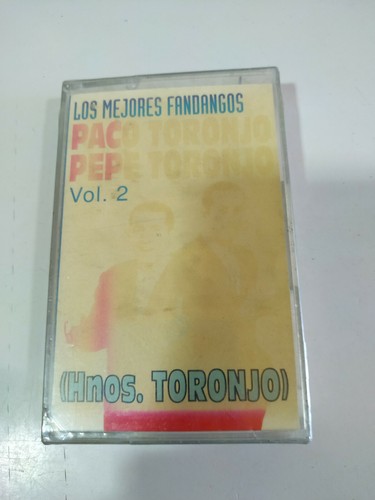 LOS MEJORES FANDANGOS
PACO TORONJO
PEPE TORONJO
Vol. 2
(Hnos. TORONJO)